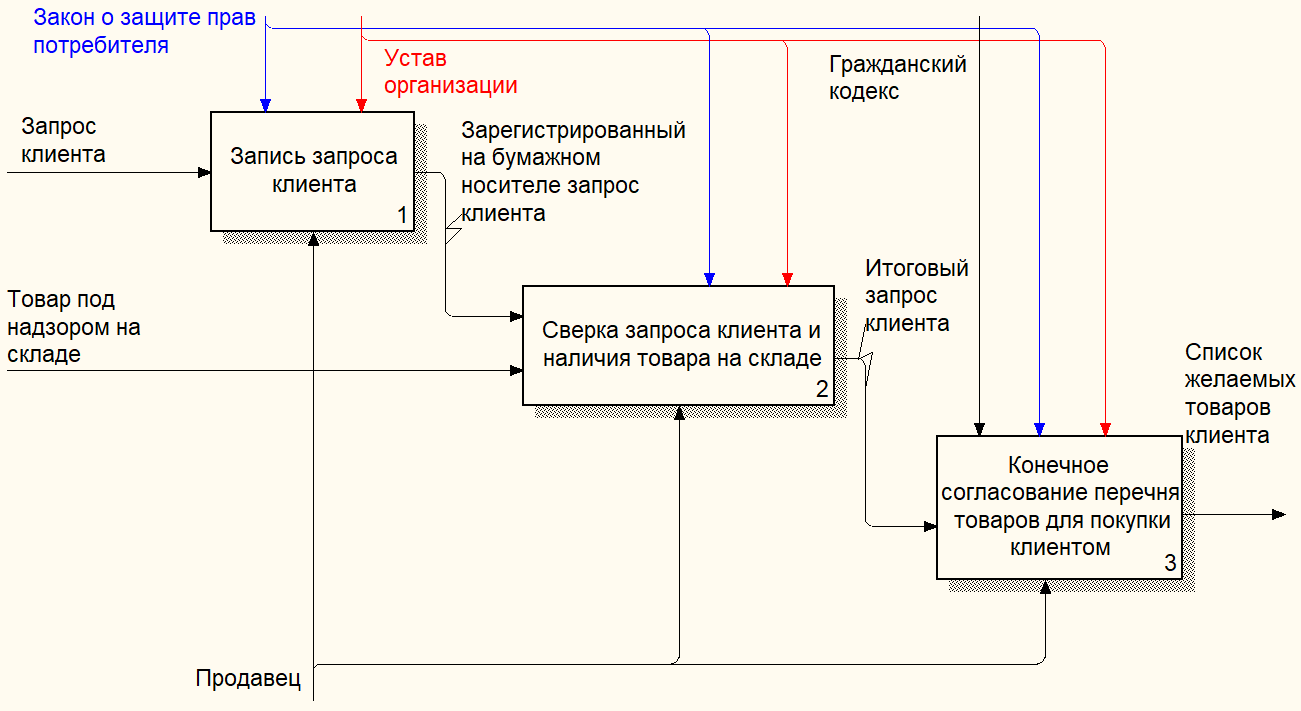 Закон о защите прав
потребителя
Устав
организации
Гражданский
кодекс
Запрос
клиента
Запись запроса
клиента
1
Зарегистрированный
на бумажном
носителе запрос
клиента
Товар под
надзором на
складе
Сверка запроса клиента и
наличия товара на складе
2
Итоговый
запрос
клиента
Список
желаемых
товаров
клиента
Конечное
согласование перечня
товаров для покупки
клиентом
3
Продавец